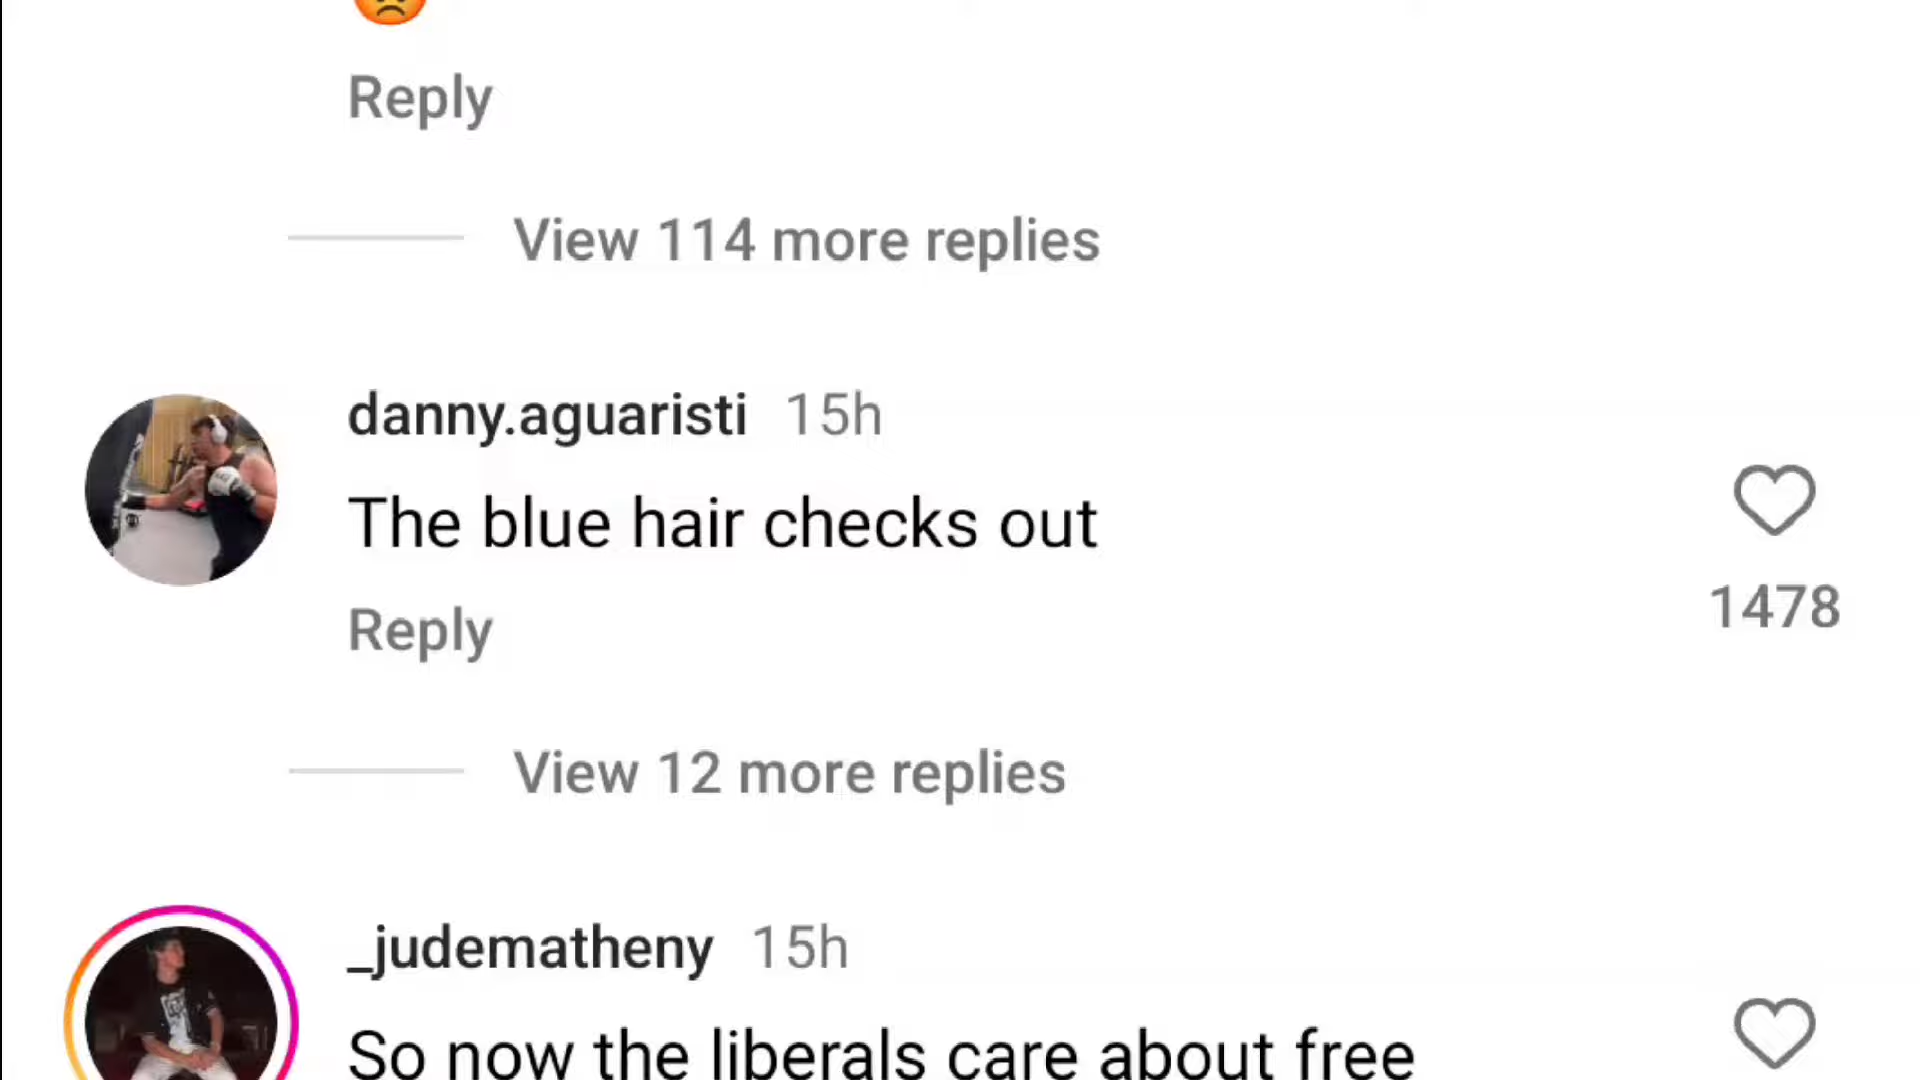 Reply
View 114 more replies
danny.aguaristi 15h
The blue hair checks out
1478
Reply
View 12 more replies
_judematheny 15h
So now the liberals care about free